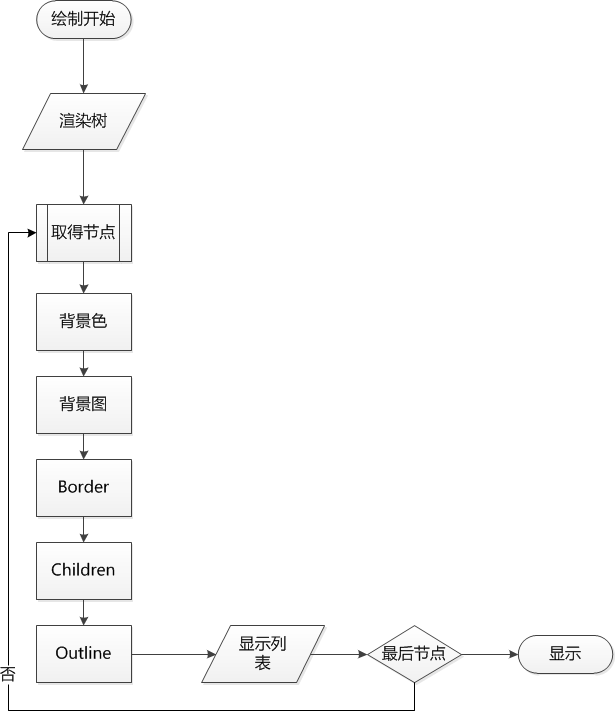 绘制开始
渲染树
取得节点
背景色
背景图
Border
Children
Outline
显示列
表
最后节点
显示
否